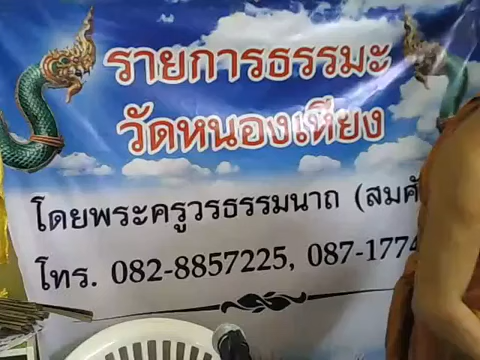 รายการธรรมะ
วัดหนองเที่ยง
โดยพระครูวรธรรมนาถ (สมศั
โทร. 082-8857225, 087-1774